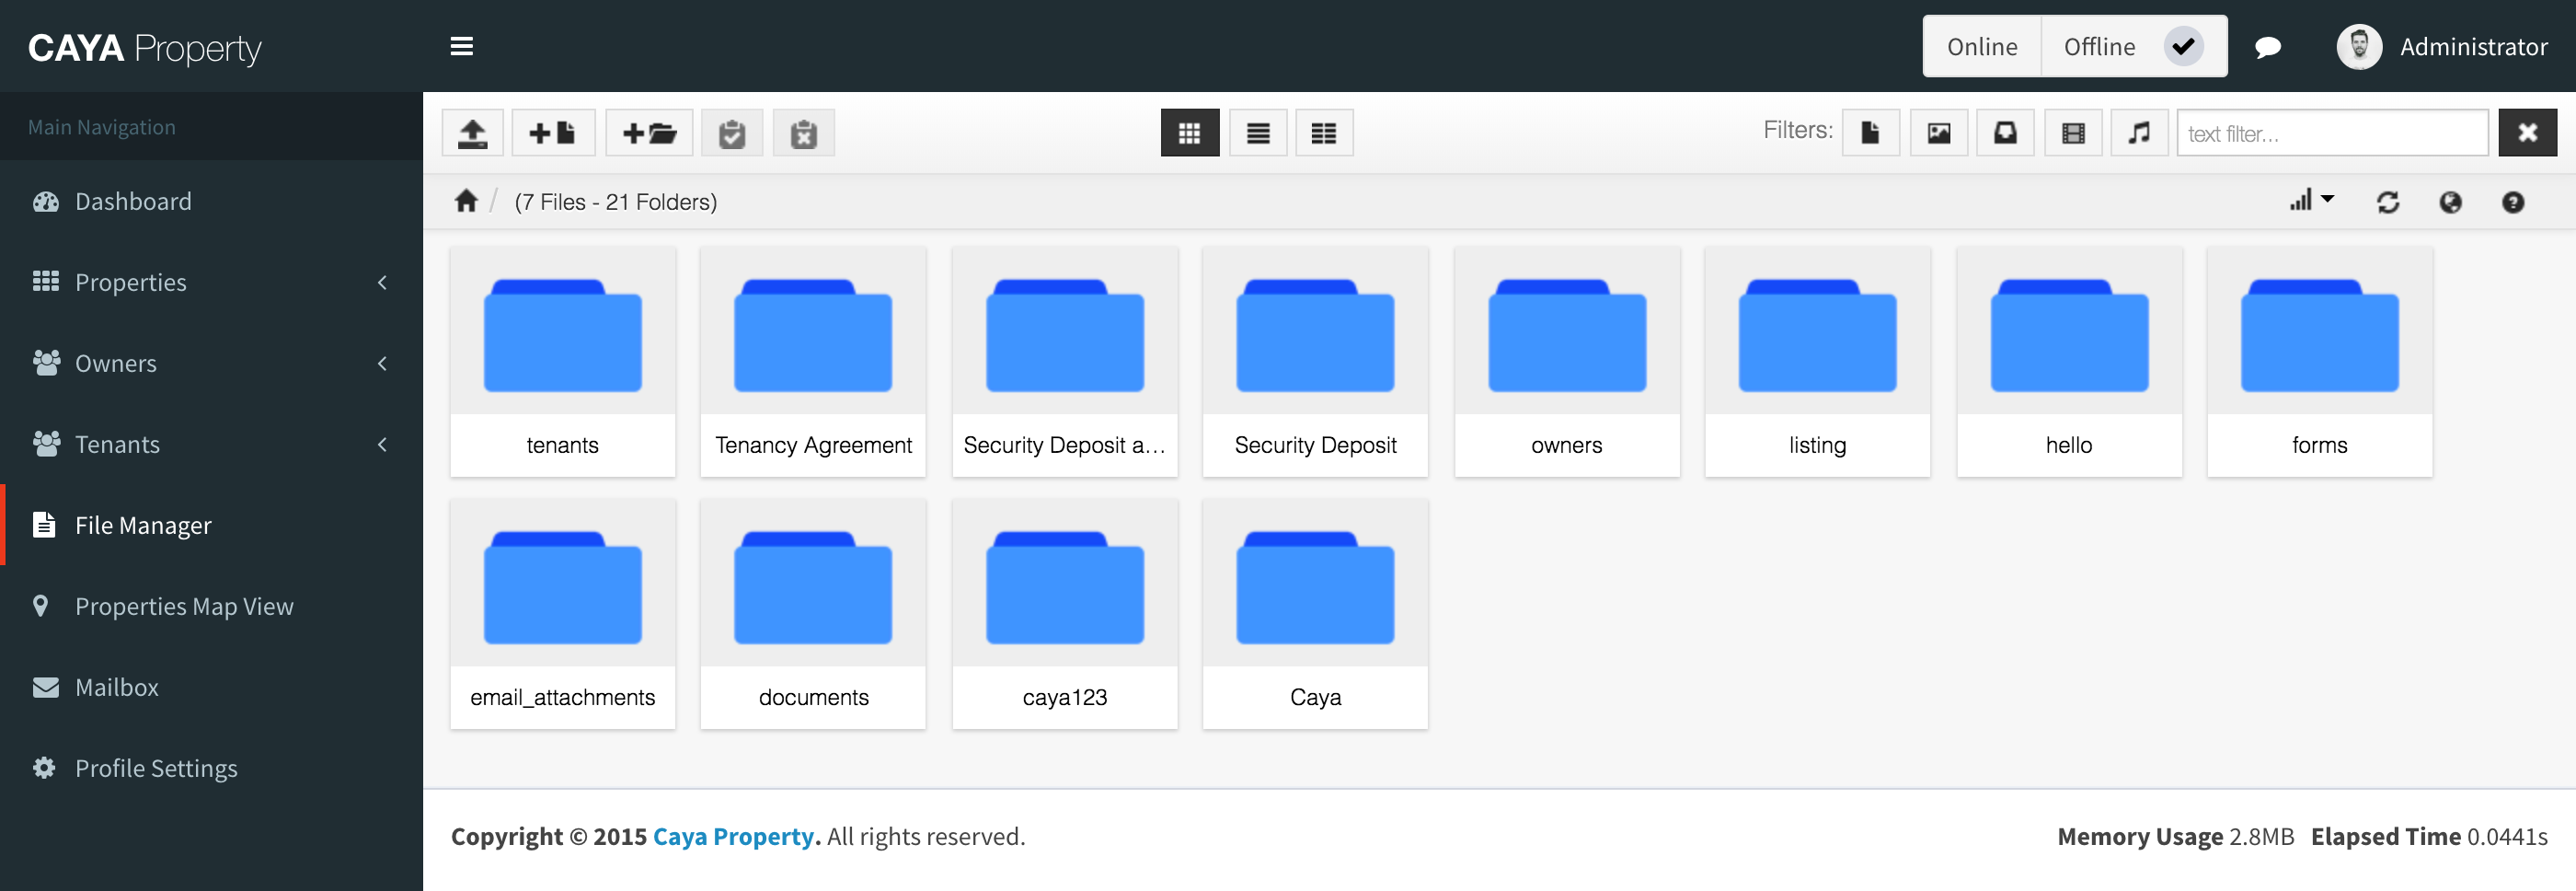 CAYA Property
Online
Offline
Administrator
Main Navigation
Dashboard
Properties
Owners
Tenants
File Manager
Properties Map View
Mailbox
Profile Settings
Filters:
text filter...
/ (7 Files - 21 Folders)
tenants
Tenancy Agreement
Security Deposit a...
Security Deposit
owners
listing
hello
forms
email_attachments
documents
caya123
Caya
Copyright © 2015 Caya Property. All rights reserved.
Memory Usage 2.8MB Elapsed Time 0.0441s